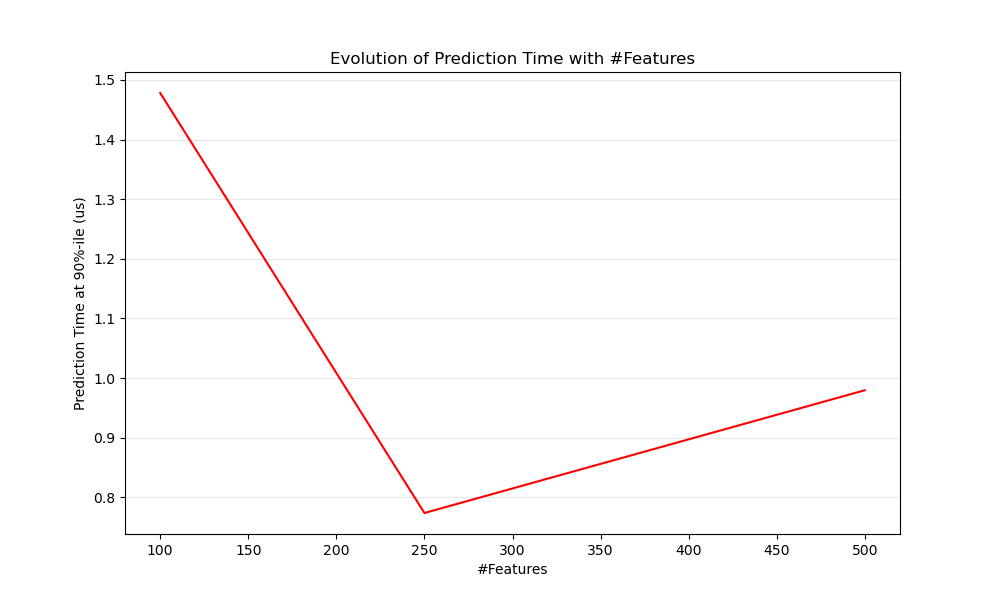 Evolution of Prediction Time with #Features
Prediction Time at 90%-ile (us)
1.5
1.4
1.3
1.2
1.1
1.0
0.9
0.8
100 150 200 250 300 350 400 450 500
#Features